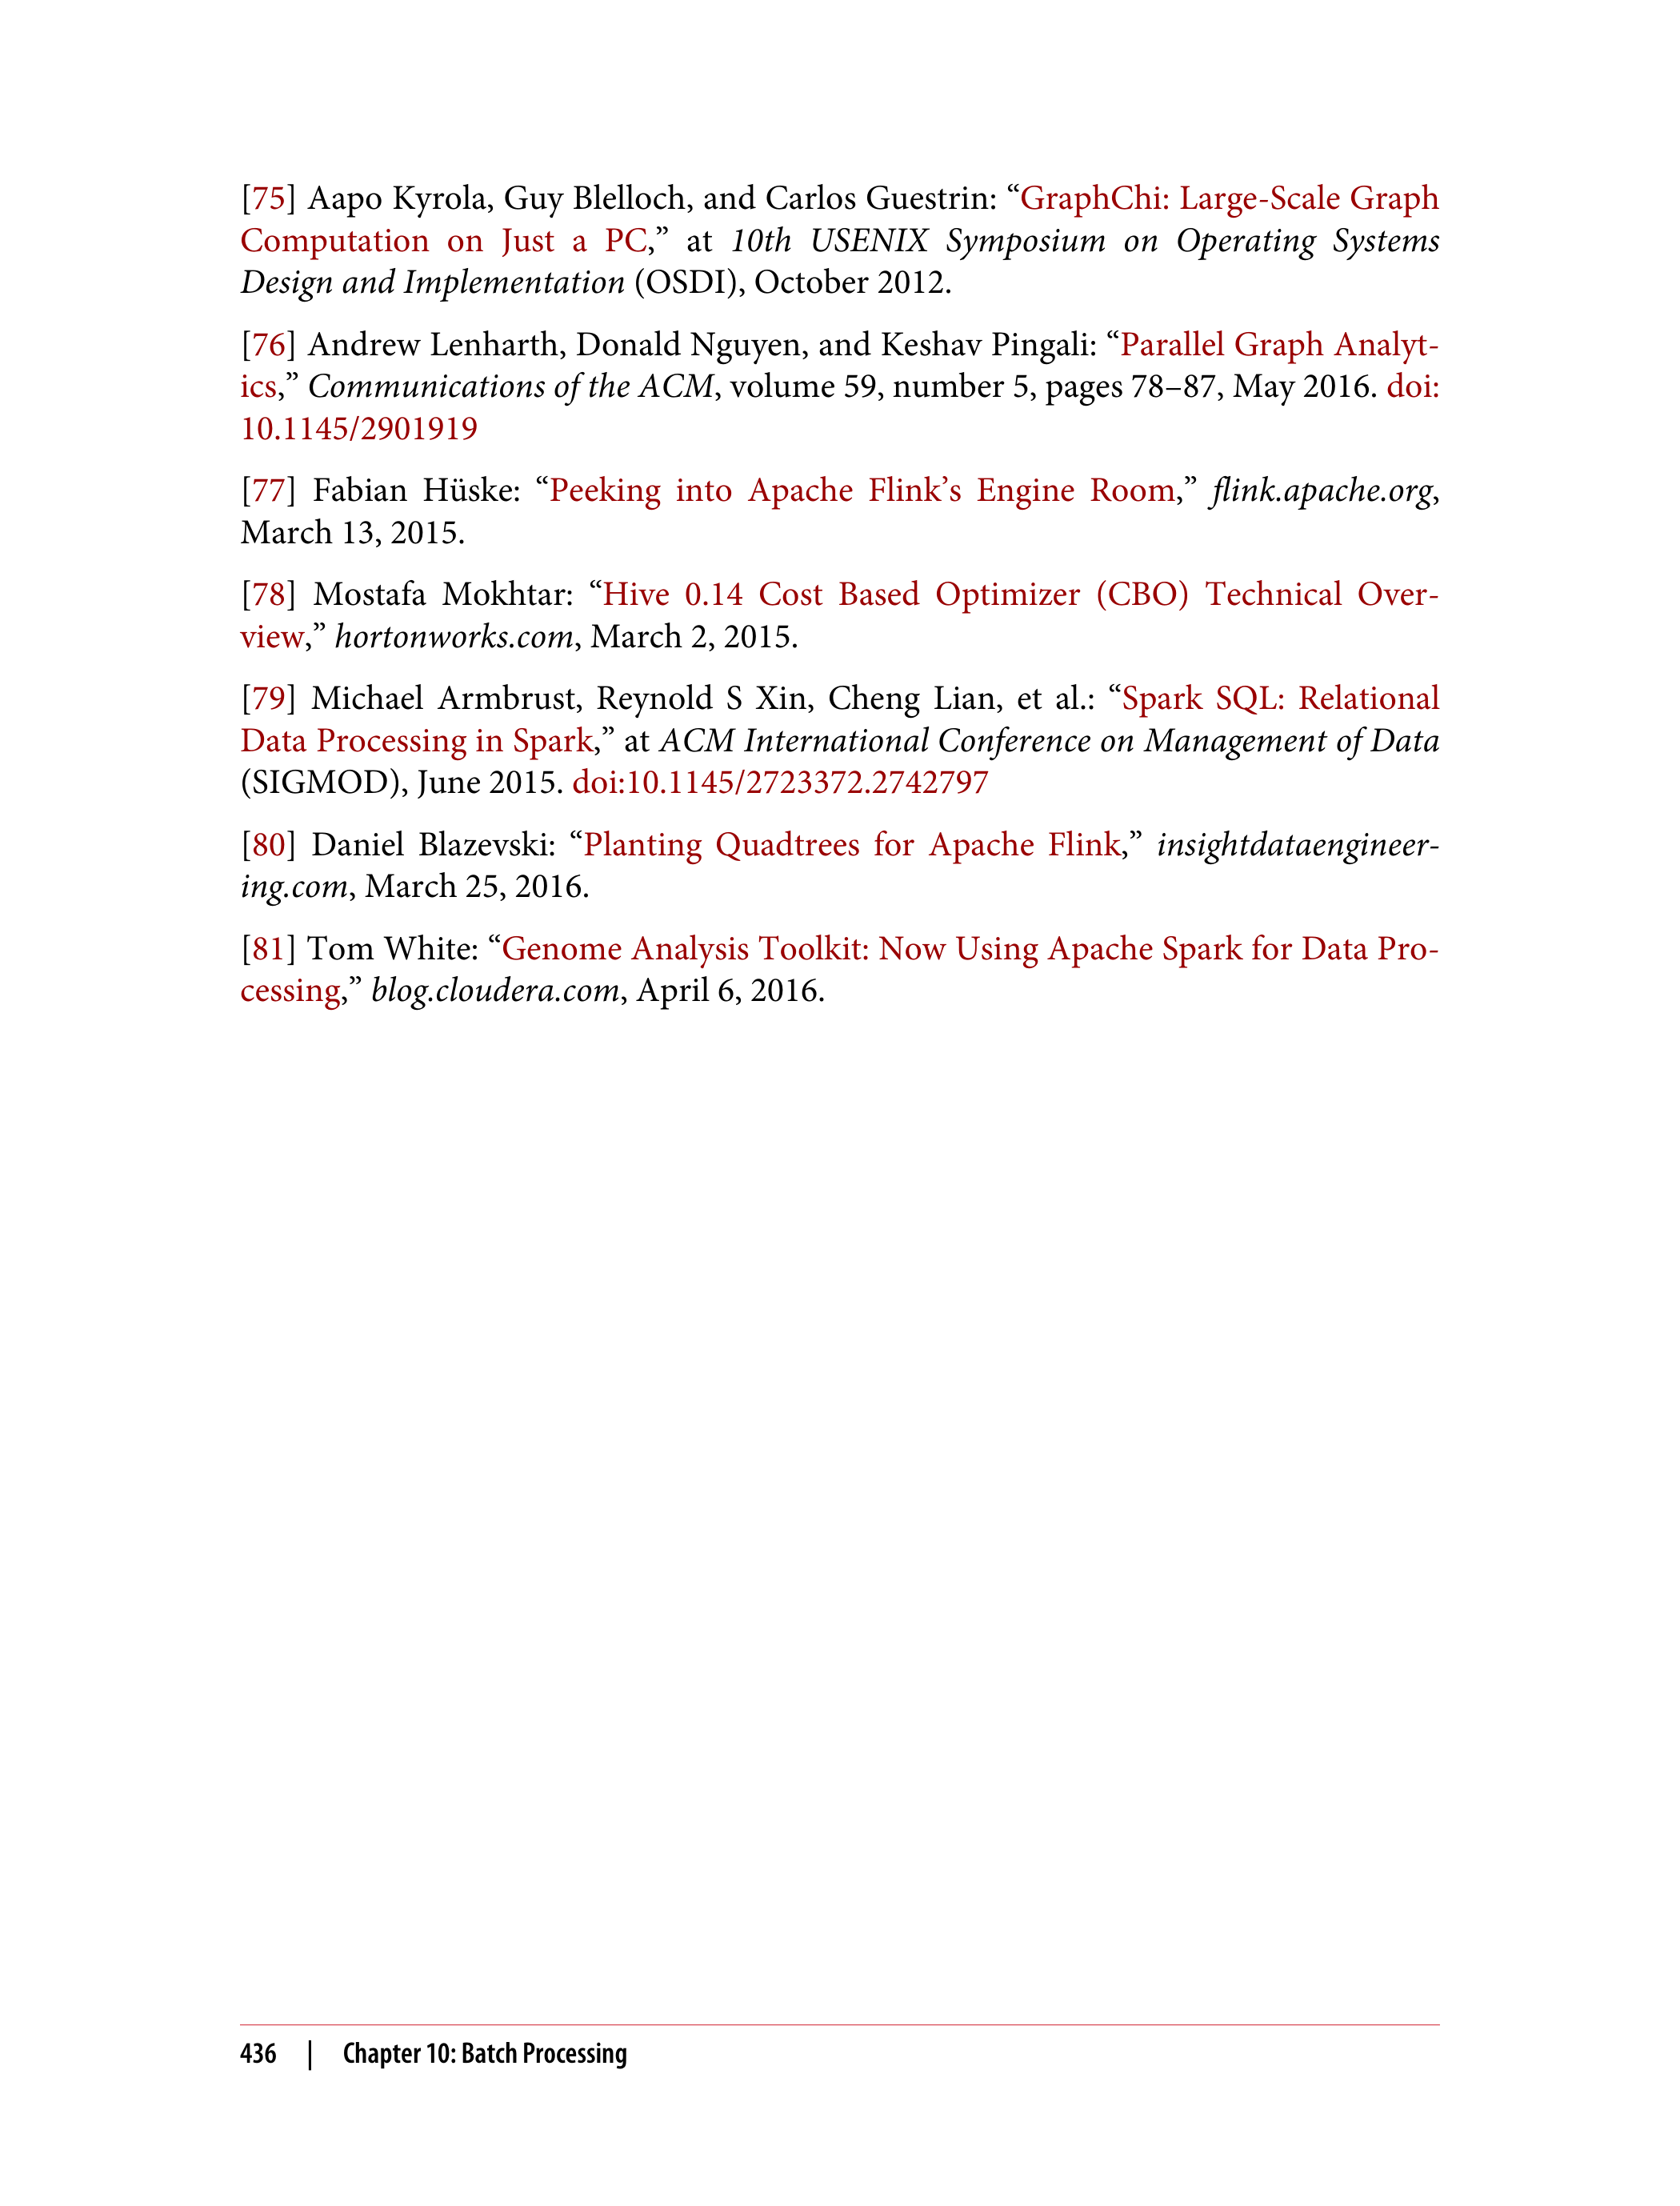 [75] Aapo Kyrola, Guy Blelloch, and Carlos Guestrin: “GraphChi: Large-Scale Graph
Computation on Just a PC,” at 10th USENIX Symposium on Operating Systems
Design and Implementation (OSDI), October 2012.
[76] Andrew Lenharth, Donald Nguyen, and Keshav Pingali: “Parallel Graph Analyt-
ics,” Communications of the ACM, volume 59, number 5, pages 78–87, May 2016. doi:
10.1145/2901919
[77] Fabian Hüske: “Peeking into Apache Flink’s Engine Room,” flink.apache.org,
March 13, 2015.
[78] Mostafa Mokhtar: “Hive 0.14 Cost Based Optimizer (CBO) Technical Over-
view,” hortonworks.com, March 2, 2015.
[79] Michael Armbrust, Reynold S Xin, Cheng Lian, et al.: “Spark SQL: Relational
Data Processing in Spark,” at ACM International Conference on Management of Data
(SIGMOD), June 2015. doi:10.1145/2723372.2742797
[80] Daniel Blazevski: “Planting Quadtrees for Apache Flink,” insightdataengineer-
ing.com, March 25, 2016.
[81] Tom White: “Genome Analysis Toolkit: Now Using Apache Spark for Data Pro-
cessing,” blog.cloudera.com, April 6, 2016.
436 | Chapter 10: Batch Processing